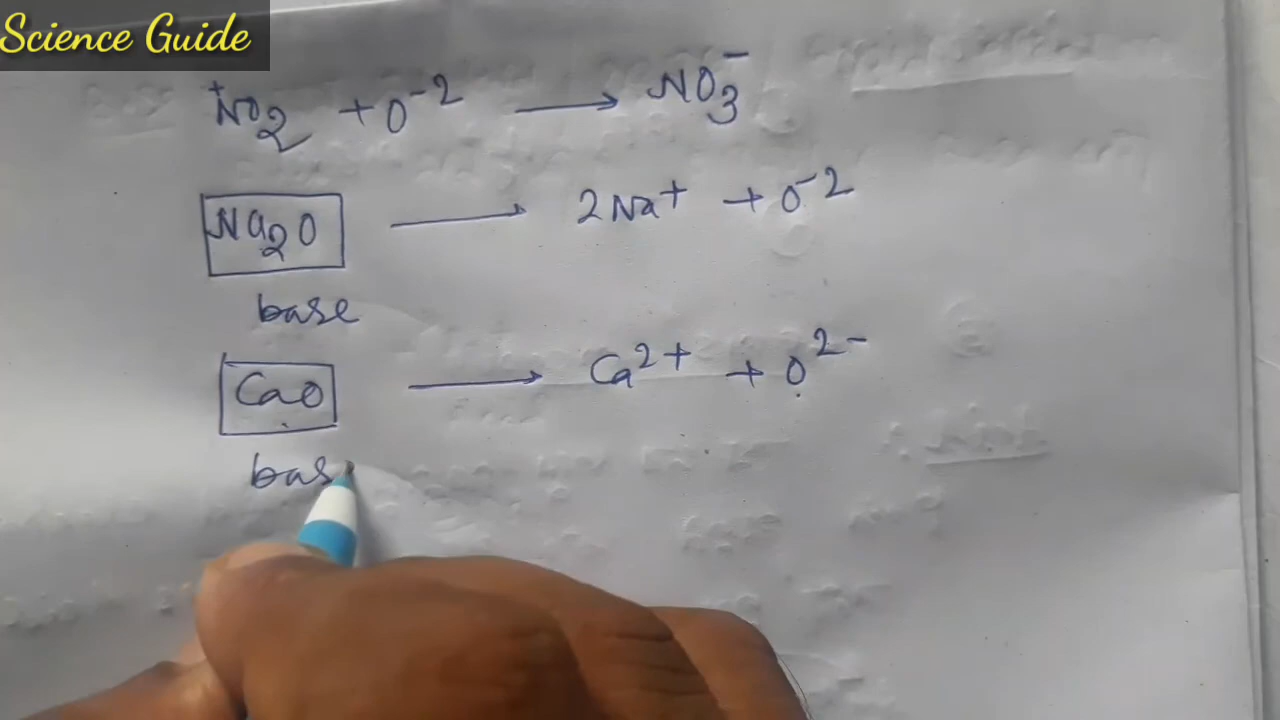 Science Guide
⁺NO₂ + O⁻² ⟶ NO₃⁻
Na₂O ⟶ 2Na⁺ + O⁻²
base
CaO ⟶ Ca²⁺ + O²⁻
bas